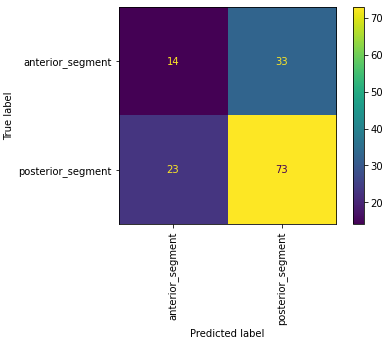 anterior_segment
posterior_segment
True label
14
33
23
73
anterior_segment
posterior_segment
Predicted label
70
60
50
40
30
20